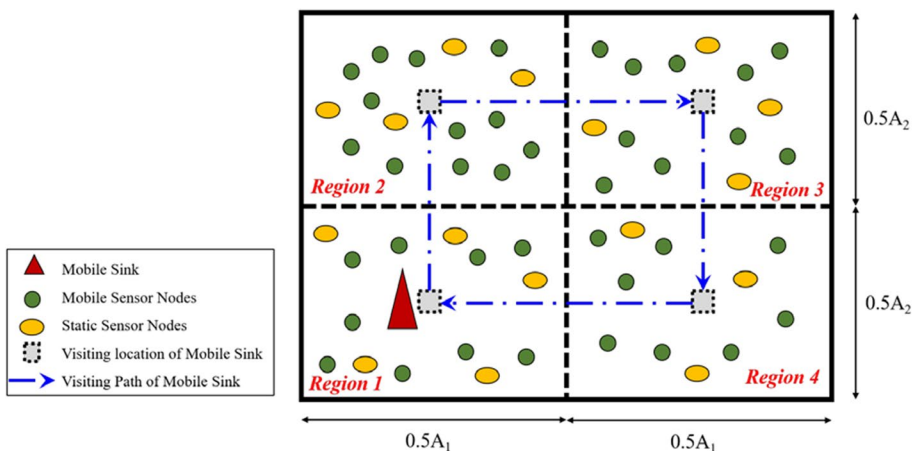 Region 2
Region 3
Region 1
Region 4
0.5A₂
0.5A₂
0.5A₁
0.5A₁
Mobile Sink
Mobile Sensor Nodes
Static Sensor Nodes
Visiting location of Mobile Sink
Visiting Path of Mobile Sink